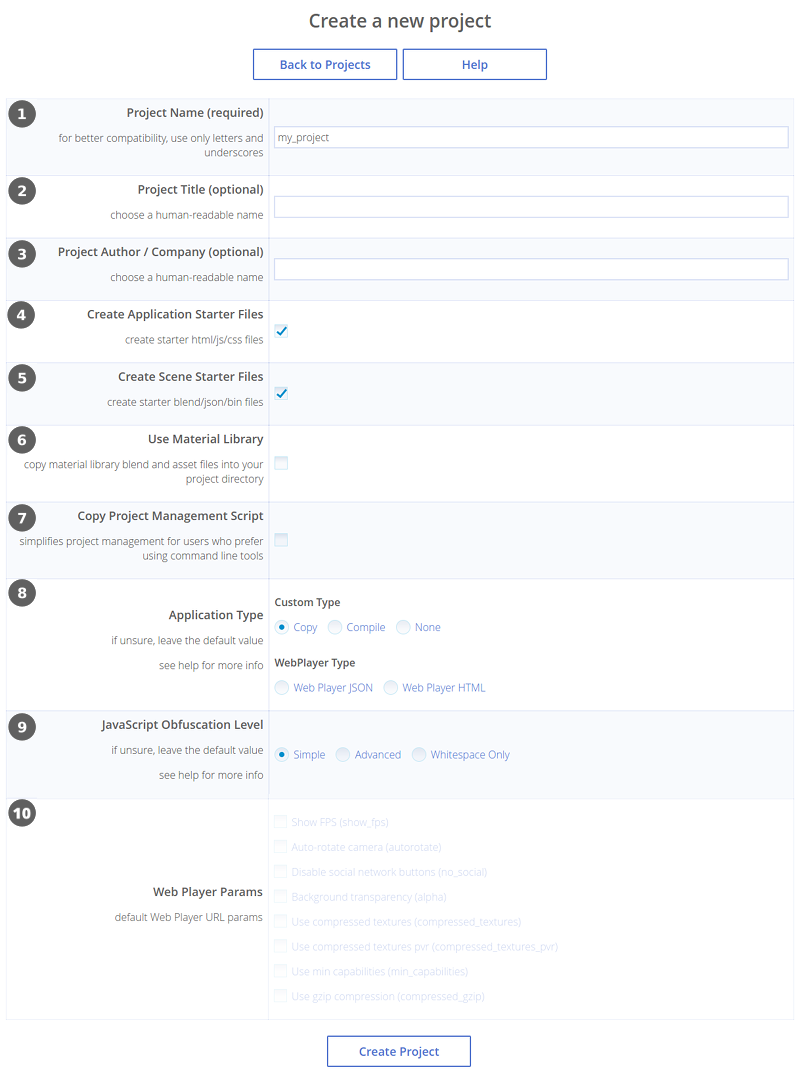 Create a new project
Back to Projects
Help
1
Project Name (required)
for better compatibility, use only letters and
underscores
my_project
2
Project Title (optional)
choose a human-readable name
3
Project Author / Company (optional)
choose a human-readable name
4
Create Application Starter Files
create starter html/js/css files
5
Create Scene Starter Files
create starter blend/json/bin files
6
Use Material Library
copy material library blend and asset files into your
project directory
7
Copy Project Management Script
simplifies project management for users who prefer
using command line tools
8
Application Type
if unsure, leave the default value
see help for more info
Custom Type
Copy Compile None
WebPlayer Type
Web Player JSON Web Player HTML
9
JavaScript Obfuscation Level
if unsure, leave the default value
see help for more info
Simple Advanced Whitespace Only
10
Web Player Params
default Web Player URL params
Show FPS (show_fps)
Auto-rotate camera (autorotate)
Disable social network buttons (no_social)
Background transparency (alpha)
Use compressed textures (compressed_textures)
Use compressed textures pvr (compressed_textures_pvr)
Use min capabilities (min_capabilities)
Use gzip compression (compressed_gzip)
Create Project